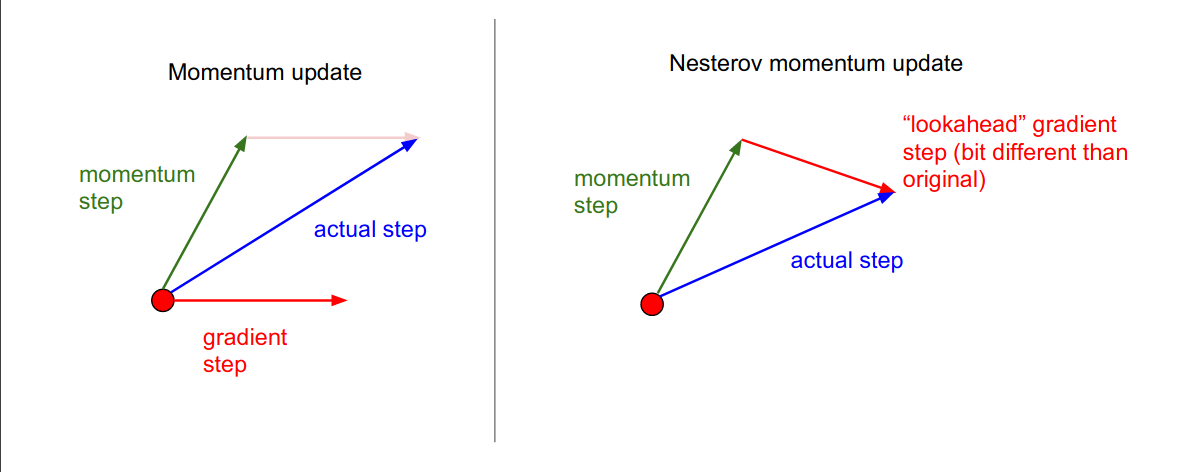 Momentum update
momentum
step
actual step
gradient
step
Nesterov momentum update
“lookahead” gradient
step (bit different than
original)
momentum
step
actual step